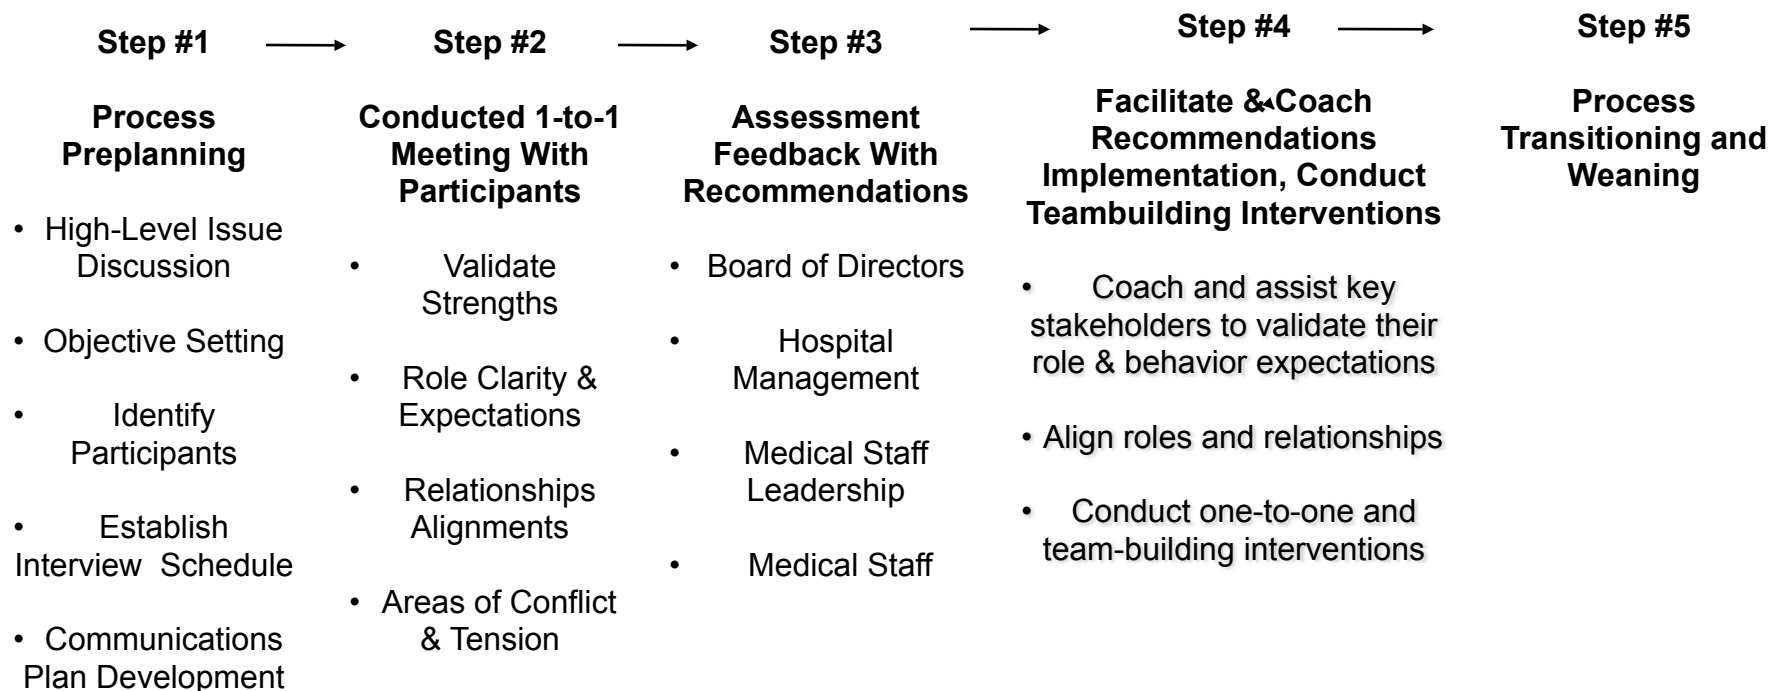 Step #1
Process
Preplanning
• High-Level Issue
Discussion
• Objective Setting
• Identify
Participants
• Establish
Interview Schedule
• Communications
Plan Development
Step #2
Conducted 1-to-1
Meeting With
Participants
• Validate
Strengths
• Role Clarity &
Expectations
• Relationships
Alignments
• Areas of Conflict
& Tension
Step #3
Assessment
Feedback With
Recommendations
• Board of Directors
• Hospital
Management
• Medical Staff
Leadership
• Medical Staff
Step #4
Facilitate & Coach
Recommendations
Implementation, Conduct
Teambuilding Interventions
• Coach and assist key
stakeholders to validate their
role & behavior expectations
• Align roles and relationships
• Conduct one-to-one and
team-building interventions
Step #5
Process
Transitioning and
Weaning